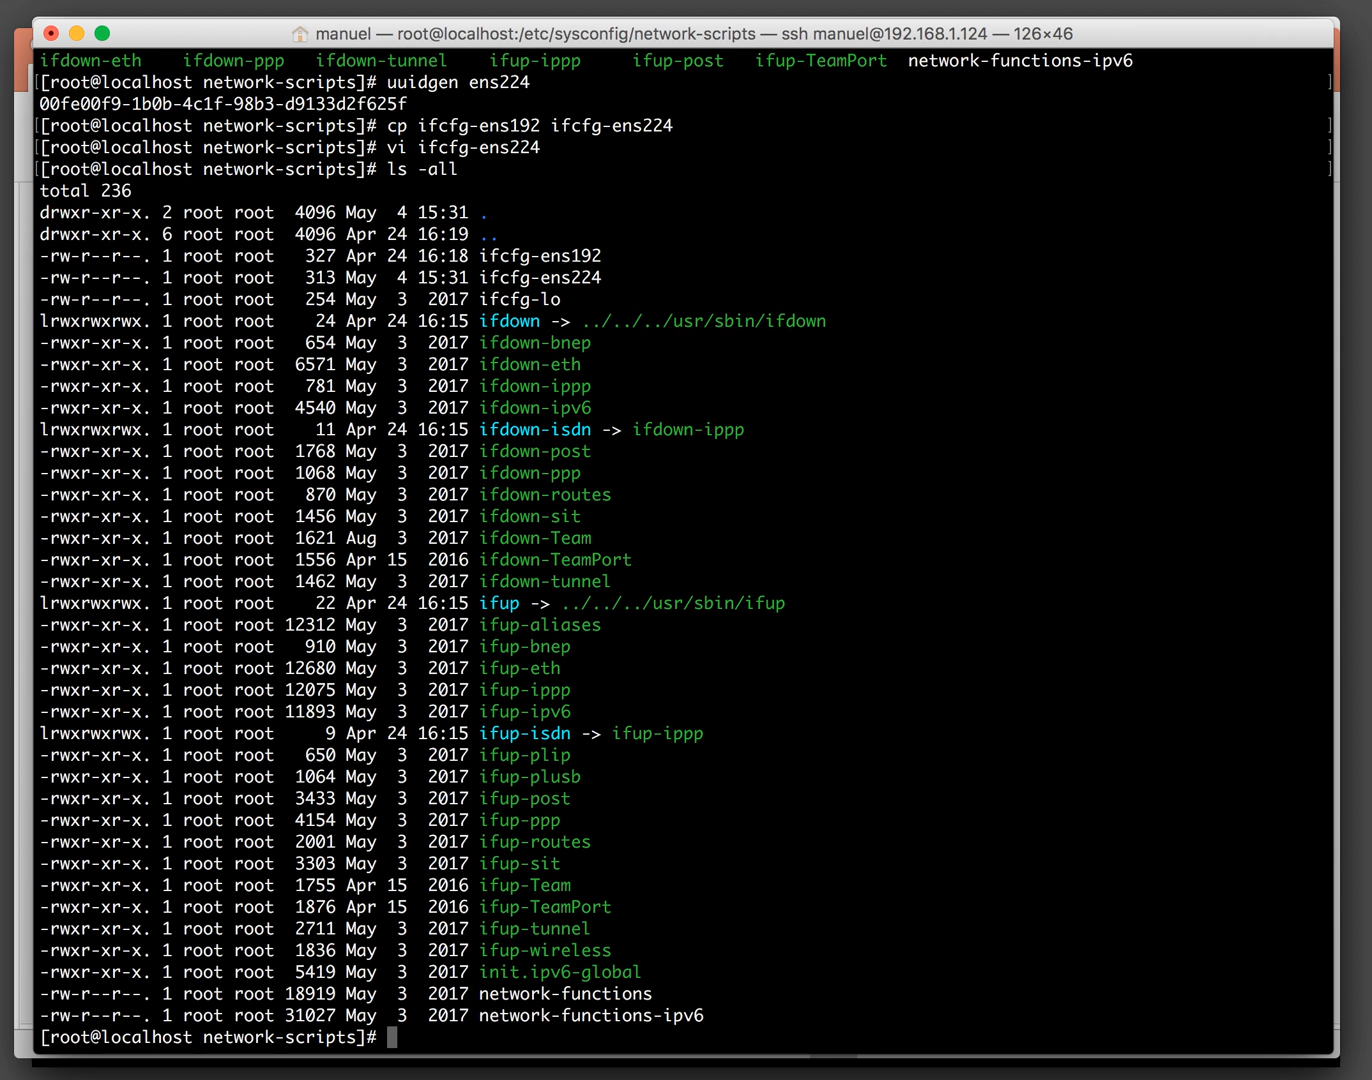 manuel — root@localhost:/etc/sysconfig/network-scripts — ssh manuel@192.168.1.124 — 126×46
ifdown-eth    ifdown-ppp   ifdown-tunnel    ifup-ippp     ifup-post   ifup-TeamPort  network-functions-ipv6
[[root@localhost network-scripts]# uuidgen ens224 ]
00fe00f9-1b0b-4c1f-98b3-d9133d2f625f
[[root@localhost network-scripts]# cp ifcfg-ens192 ifcfg-ens224 ]
[[root@localhost network-scripts]# vi ifcfg-ens224 ]
[[root@localhost network-scripts]# ls -all ]
total 236
drwxr-xr-x. 2 root root  4096 May  4 15:31 .
drwxr-xr-x. 6 root root  4096 Apr 24 16:19 ..
-rw-r--r--. 1 root root   327 Apr 24 16:18 ifcfg-ens192
-rw-r--r--. 1 root root   313 May  4 15:31 ifcfg-ens224
-rw-r--r--. 1 root root   254 May  3  2017 ifcfg-lo
lrwxrwxrwx. 1 root root    24 Apr 24 16:15 ifdown -> ../../../usr/sbin/ifdown
-rwxr-xr-x. 1 root root   654 May  3  2017 ifdown-bnep
-rwxr-xr-x. 1 root root  6571 May  3  2017 ifdown-eth
-rwxr-xr-x. 1 root root   781 May  3  2017 ifdown-ippp
-rwxr-xr-x. 1 root root  4540 May  3  2017 ifdown-ipv6
lrwxrwxrwx. 1 root root    11 Apr 24 16:15 ifdown-isdn -> ifdown-ippp
-rwxr-xr-x. 1 root root  1768 May  3  2017 ifdown-post
-rwxr-xr-x. 1 root root  1068 May  3  2017 ifdown-ppp
-rwxr-xr-x. 1 root root   870 May  3  2017 ifdown-routes
-rwxr-xr-x. 1 root root  1456 May  3  2017 ifdown-sit
-rwxr-xr-x. 1 root root  1621 Aug  3  2017 ifdown-Team
-rwxr-xr-x. 1 root root  1556 Apr 15  2016 ifdown-TeamPort
-rwxr-xr-x. 1 root root  1462 May  3  2017 ifdown-tunnel
lrwxrwxrwx. 1 root root    22 Apr 24 16:15 ifup -> ../../../usr/sbin/ifup
-rwxr-xr-x. 1 root root 12312 May  3  2017 ifup-aliases
-rwxr-xr-x. 1 root root   910 May  3  2017 ifup-bnep
-rwxr-xr-x. 1 root root 12680 May  3  2017 ifup-eth
-rwxr-xr-x. 1 root root 12075 May  3  2017 ifup-ippp
-rwxr-xr-x. 1 root root 11893 May  3  2017 ifup-ipv6
lrwxrwxrwx. 1 root root     9 Apr 24 16:15 ifup-isdn -> ifup-ippp
-rwxr-xr-x. 1 root root   650 May  3  2017 ifup-plip
-rwxr-xr-x. 1 root root  1064 May  3  2017 ifup-plusb
-rwxr-xr-x. 1 root root  3433 May  3  2017 ifup-post
-rwxr-xr-x. 1 root root  4154 May  3  2017 ifup-ppp
-rwxr-xr-x. 1 root root  2001 May  3  2017 ifup-routes
-rwxr-xr-x. 1 root root  3303 May  3  2017 ifup-sit
-rwxr-xr-x. 1 root root  1755 Apr 15  2016 ifup-Team
-rwxr-xr-x. 1 root root  1876 Apr 15  2016 ifup-TeamPort
-rwxr-xr-x. 1 root root  2711 May  3  2017 ifup-tunnel
-rwxr-xr-x. 1 root root  1836 May  3  2017 ifup-wireless
-rwxr-xr-x. 1 root root  5419 May  3  2017 init.ipv6-global
-rw-r--r--. 1 root root 18919 May  3  2017 network-functions
-rw-r--r--. 1 root root 31027 May  3  2017 network-functions-ipv6
[root@localhost network-scripts]#